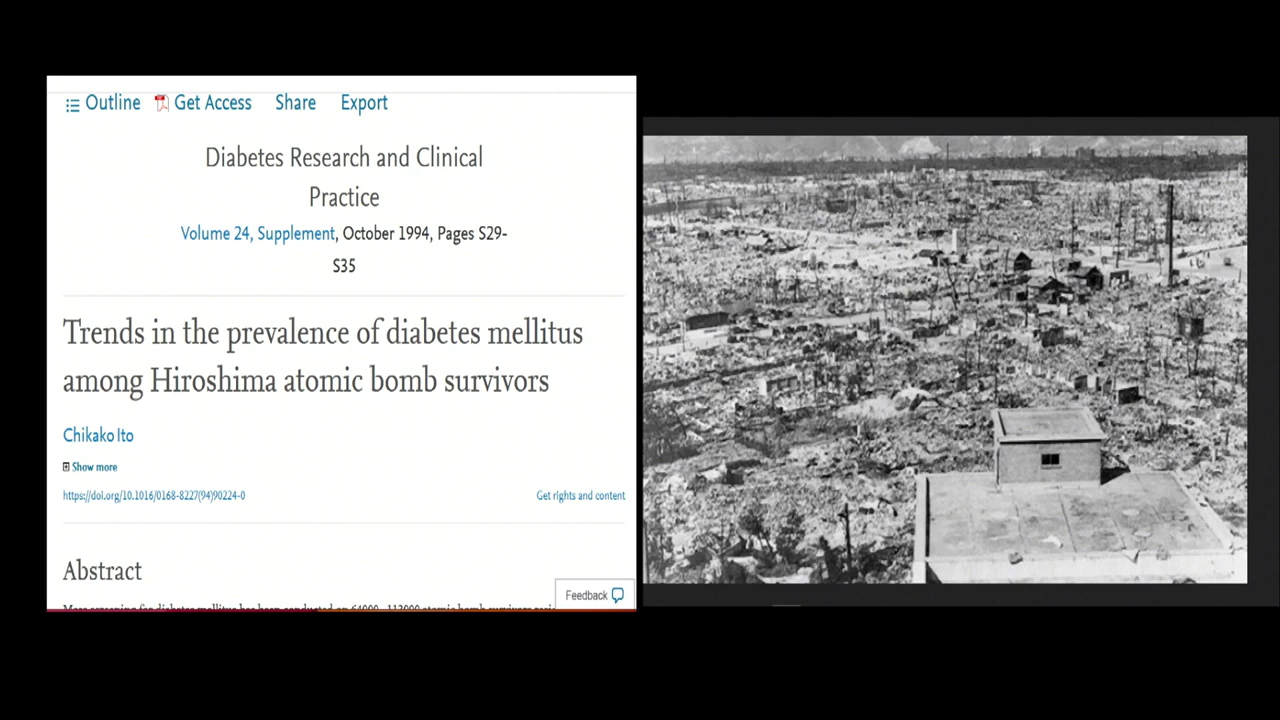 Outline Get Access Share Export
Diabetes Research and Clinical
Practice
Volume 24, Supplement, October 1994, Pages S29-
S35
Trends in the prevalence of diabetes mellitus
among Hiroshima atomic bomb survivors
Chikako Ito
Show more
https://doi.org/10.1016/0168-8227(94)90224-0 Get rights and content
Abstract
Feedback